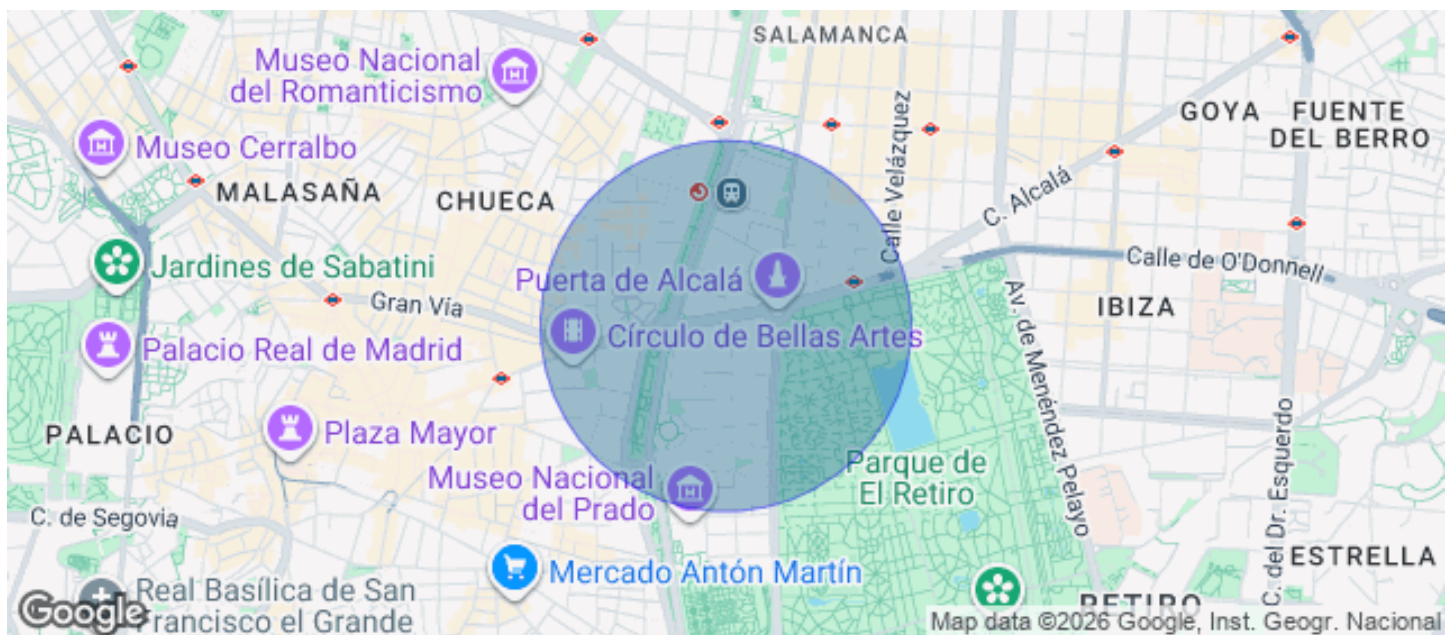 SALAMANCA
Museo Nacional
del Romanticismo
GOYA
FUENTE
DEL BERRO
Calle Velázquez
Museo Cerralbo
MALASAÑA
CHUECA
C. Alcalá
Jardines de Sabatini
Puerta de Alcalá
Calle de O'Donnell
Gran Vía
IBIZA
Av. de Menéndez Pelayo
Círculo de Bellas Artes
Palacio Real de Madrid
PALACIO
Plaza Mayor
Parque de
El Retiro
Museo Nacional
del Prado
C. del Dr. Esquerdo
C. de Segovia
ESTRELLA
Mercado Antón Martín
Real Basílica de San
Francisco el Grande
RETIRO
Google
Map data ©2026 Google, Inst. Geogr. Nacional